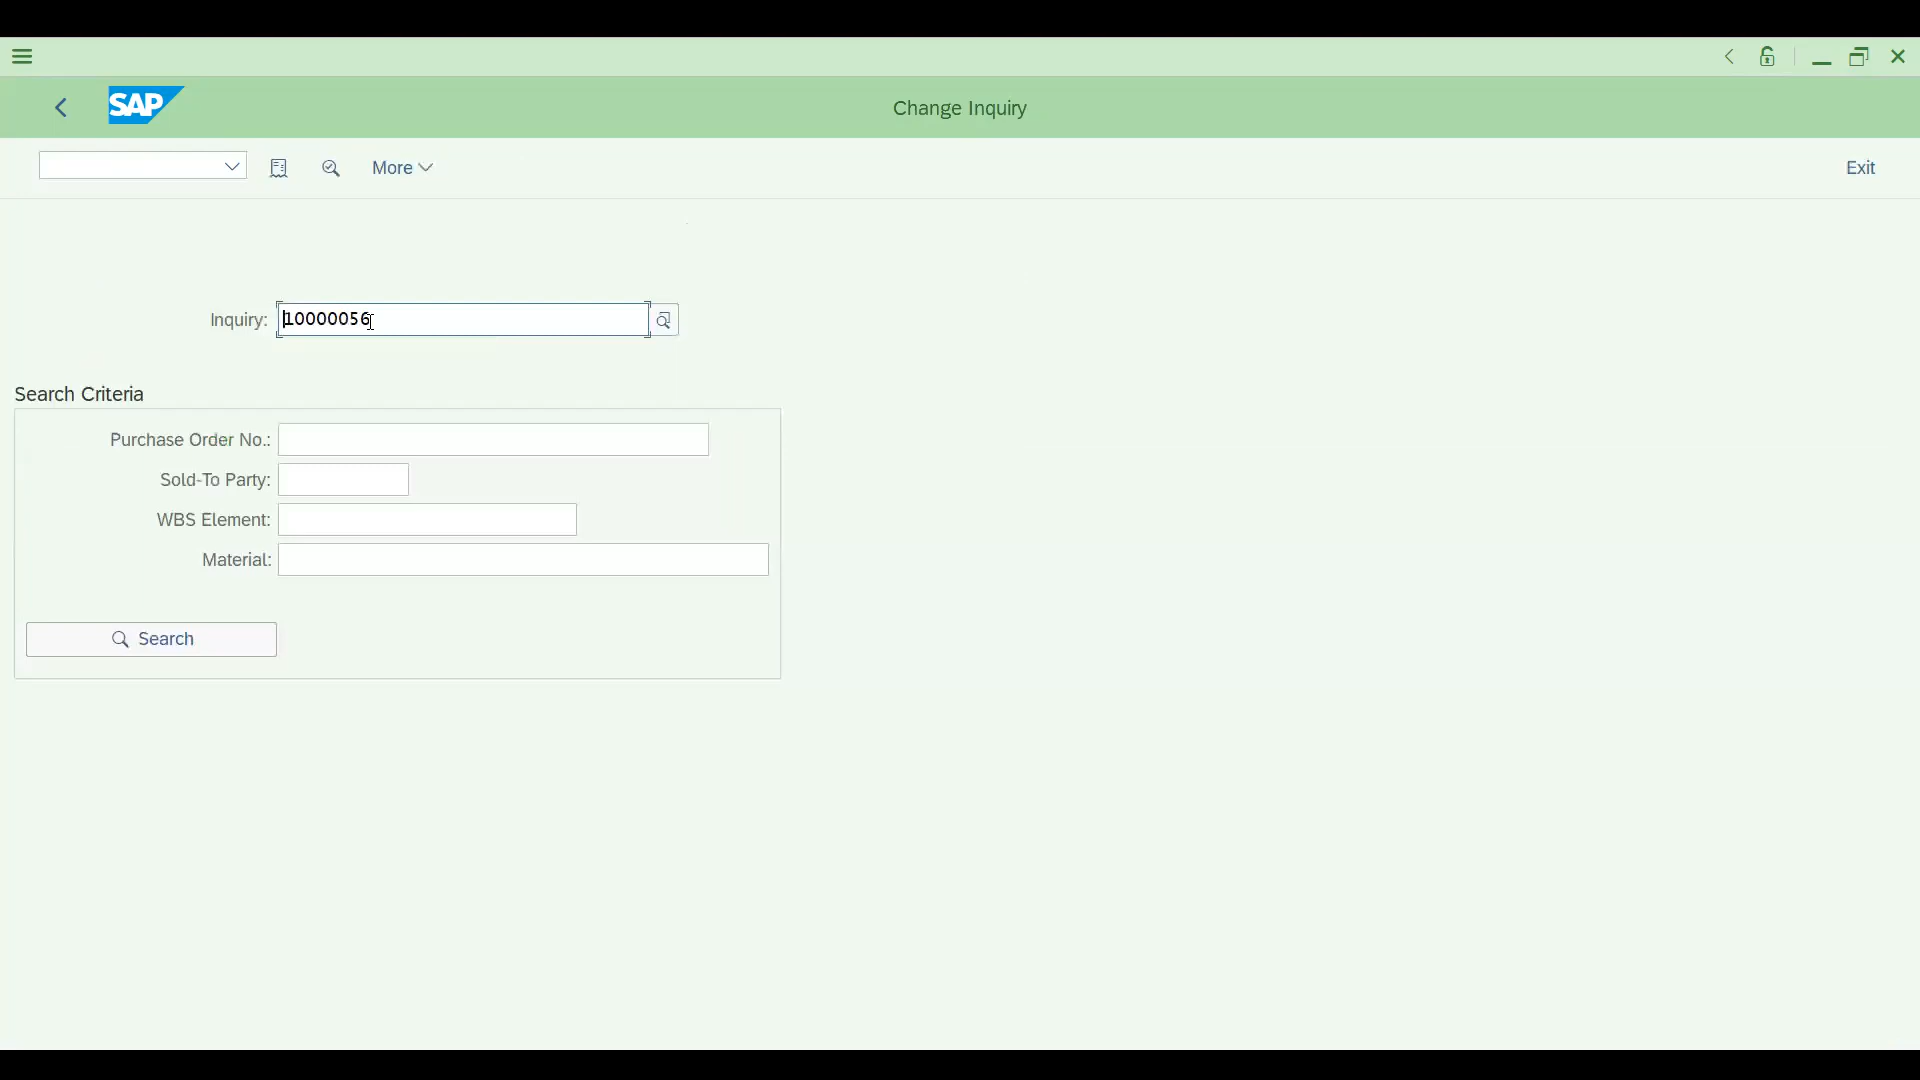 SAP
Change Inquiry
More
Exit
Inquiry: 10000056
Search Criteria
Purchase Order No.:
Sold-To Party:
WBS Element:
Material:
Search